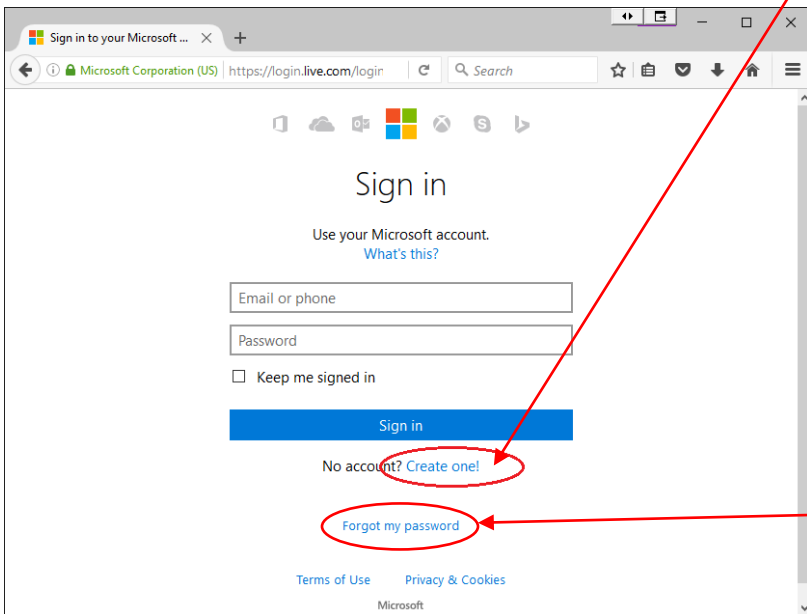 Sign in to your Microsoft ...
Microsoft Corporation (US) https://login.live.com/login Search
Sign in
Use your Microsoft account.
What's this?
Email or phone
Password
Keep me signed in
Sign in
No account? Create one!
Forgot my password
Terms of Use Privacy & Cookies
Microsoft